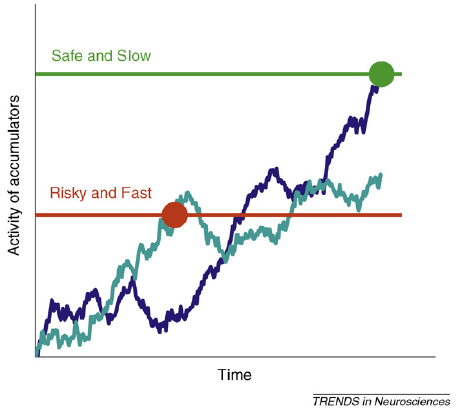 Safe and Slow
Activity of accumulators
Risky and Fast
Time
TRENDS in Neurosciences